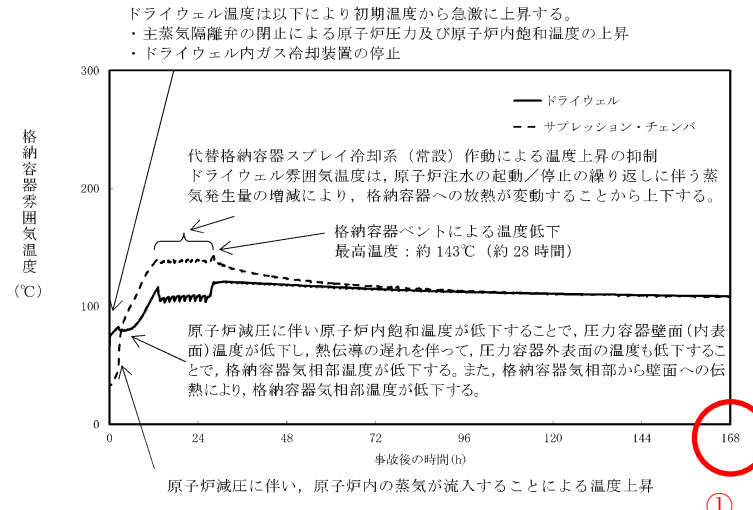 ドライウェル温度は以下により初期温度から急激に上昇する。
・主蒸気隔離弁の閉止による原子炉圧力及び原子炉内飽和温度の上昇
・ドライウェル内ガス冷却装置の停止
300
ドライウェル
サプレッション・チェンバ
代替格納容器スプレイ冷却系（常設）作動による温度上昇の抑制
ドライウェル雰囲気温度は，原子炉注水の起動／停止の繰り返しに伴う蒸
気発生量の増減により，格納容器への放熱が変動することから上下する。
200
格納容器ベントによる温度低下
最高温度：約 143℃（約 28 時間）
格納容器雰囲気温度
（℃）
100
原子炉減圧に伴い原子炉内飽和温度が低下することで，圧力容器壁面（内表
面）温度が低下し，熱伝導の遅れを伴って，圧力容器外表面の温度も低下するこ
とで，格納容器気相部温度が低下する。また，格納容器気相部から壁面への伝
熱により，格納容器気相部温度が低下する。
0
0 24 48 72 96 120 144 168
事故後の時間(h)
原子炉減圧に伴い，原子炉内の蒸気が流入することによる温度上昇
①